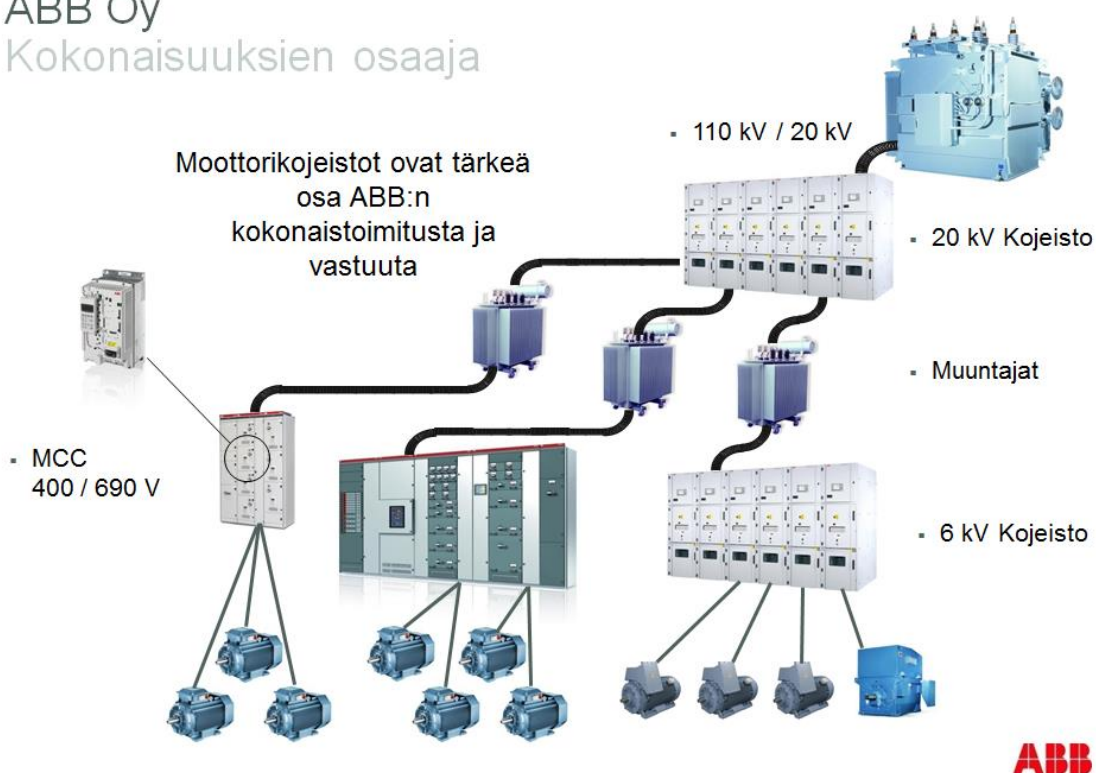 ABB Oy
Kokonaisuuksien osaaja
▪ 110 kV / 20 kV
Moottorikojeistot ovat tärkeä
osa ABB:n
kokonaistoimitusta ja
vastuuta
▪ 20 kV Kojeisto
▪ Muuntajat
▪ MCC
400 / 690 V
▪ 6 kV Kojeisto
ABB